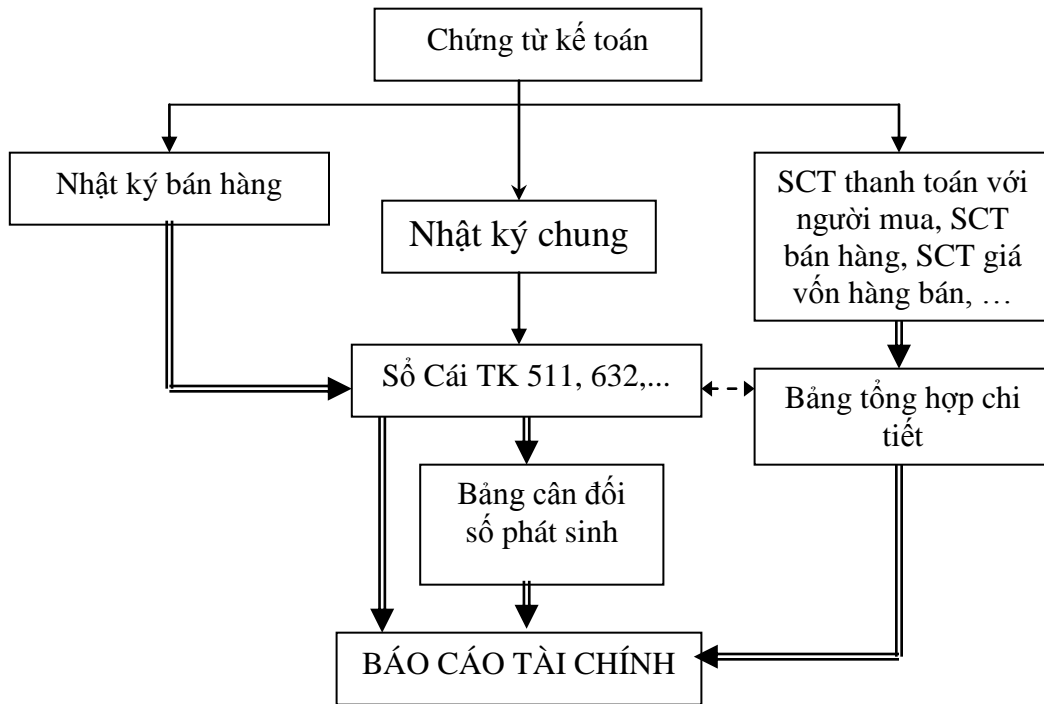 Chứng từ kế toán
Nhật ký bán hàng
Nhật ký chung
SCT thanh toán với
người mua, SCT
bán hàng, SCT giá
vốn hàng bán, …
Sổ Cái TK 511, 632,...
Bảng tổng hợp chi
tiết
Bảng cân đối
số phát sinh
BÁO CÁO TÀI CHÍNH